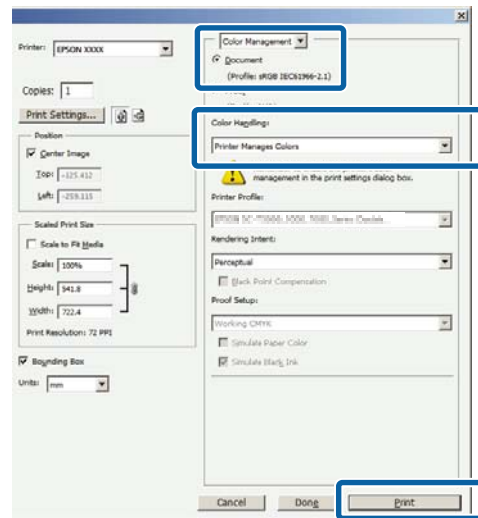 Printer: EPSON XXXX
Copies: 1
Print Settings...
Position
Center Image
Top: -125.412
Left: -259.115
Scaled Print Size
Scale to Fit Media
Scale: 100%
Height: 541.8
Width: 722.4
Print Resolution: 72 PPI
Bounding Box
Units: mm
Color Management
Document
(Profile: sRGB IEC61966-2.1)
Color Handling:
Printer Manages Colors
management in the print settings dialog box.
Printer Profile:
Rendering Intent:
Perceptual
Black Point Compensation
Proof Setup:
Working CMYK
Simulate Paper Color
Simulate Black Ink
Cancel
Done
Print